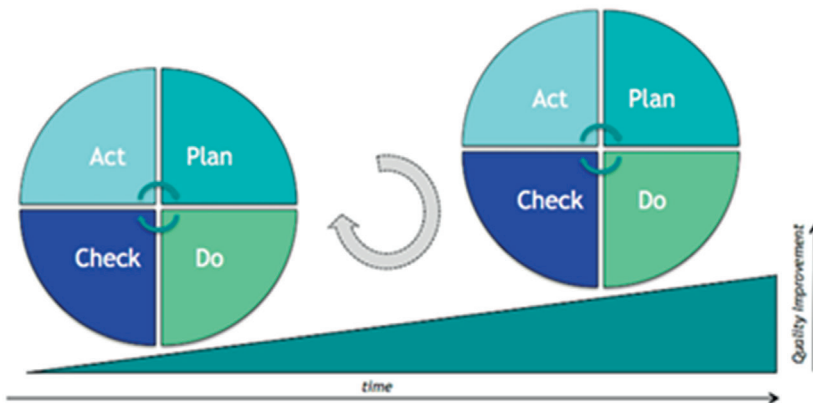 Act
Plan
Check
Do
Act
Plan
Check
Do
Quality improvement
time